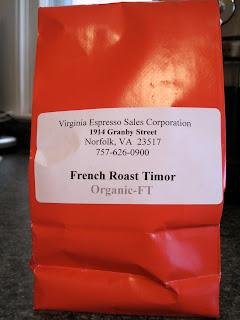 Virginia Espresso Sales Corporation
1914 Granby Street
Norfolk, VA 23517
757-626-0900
French Roast Timor
Organic-FT